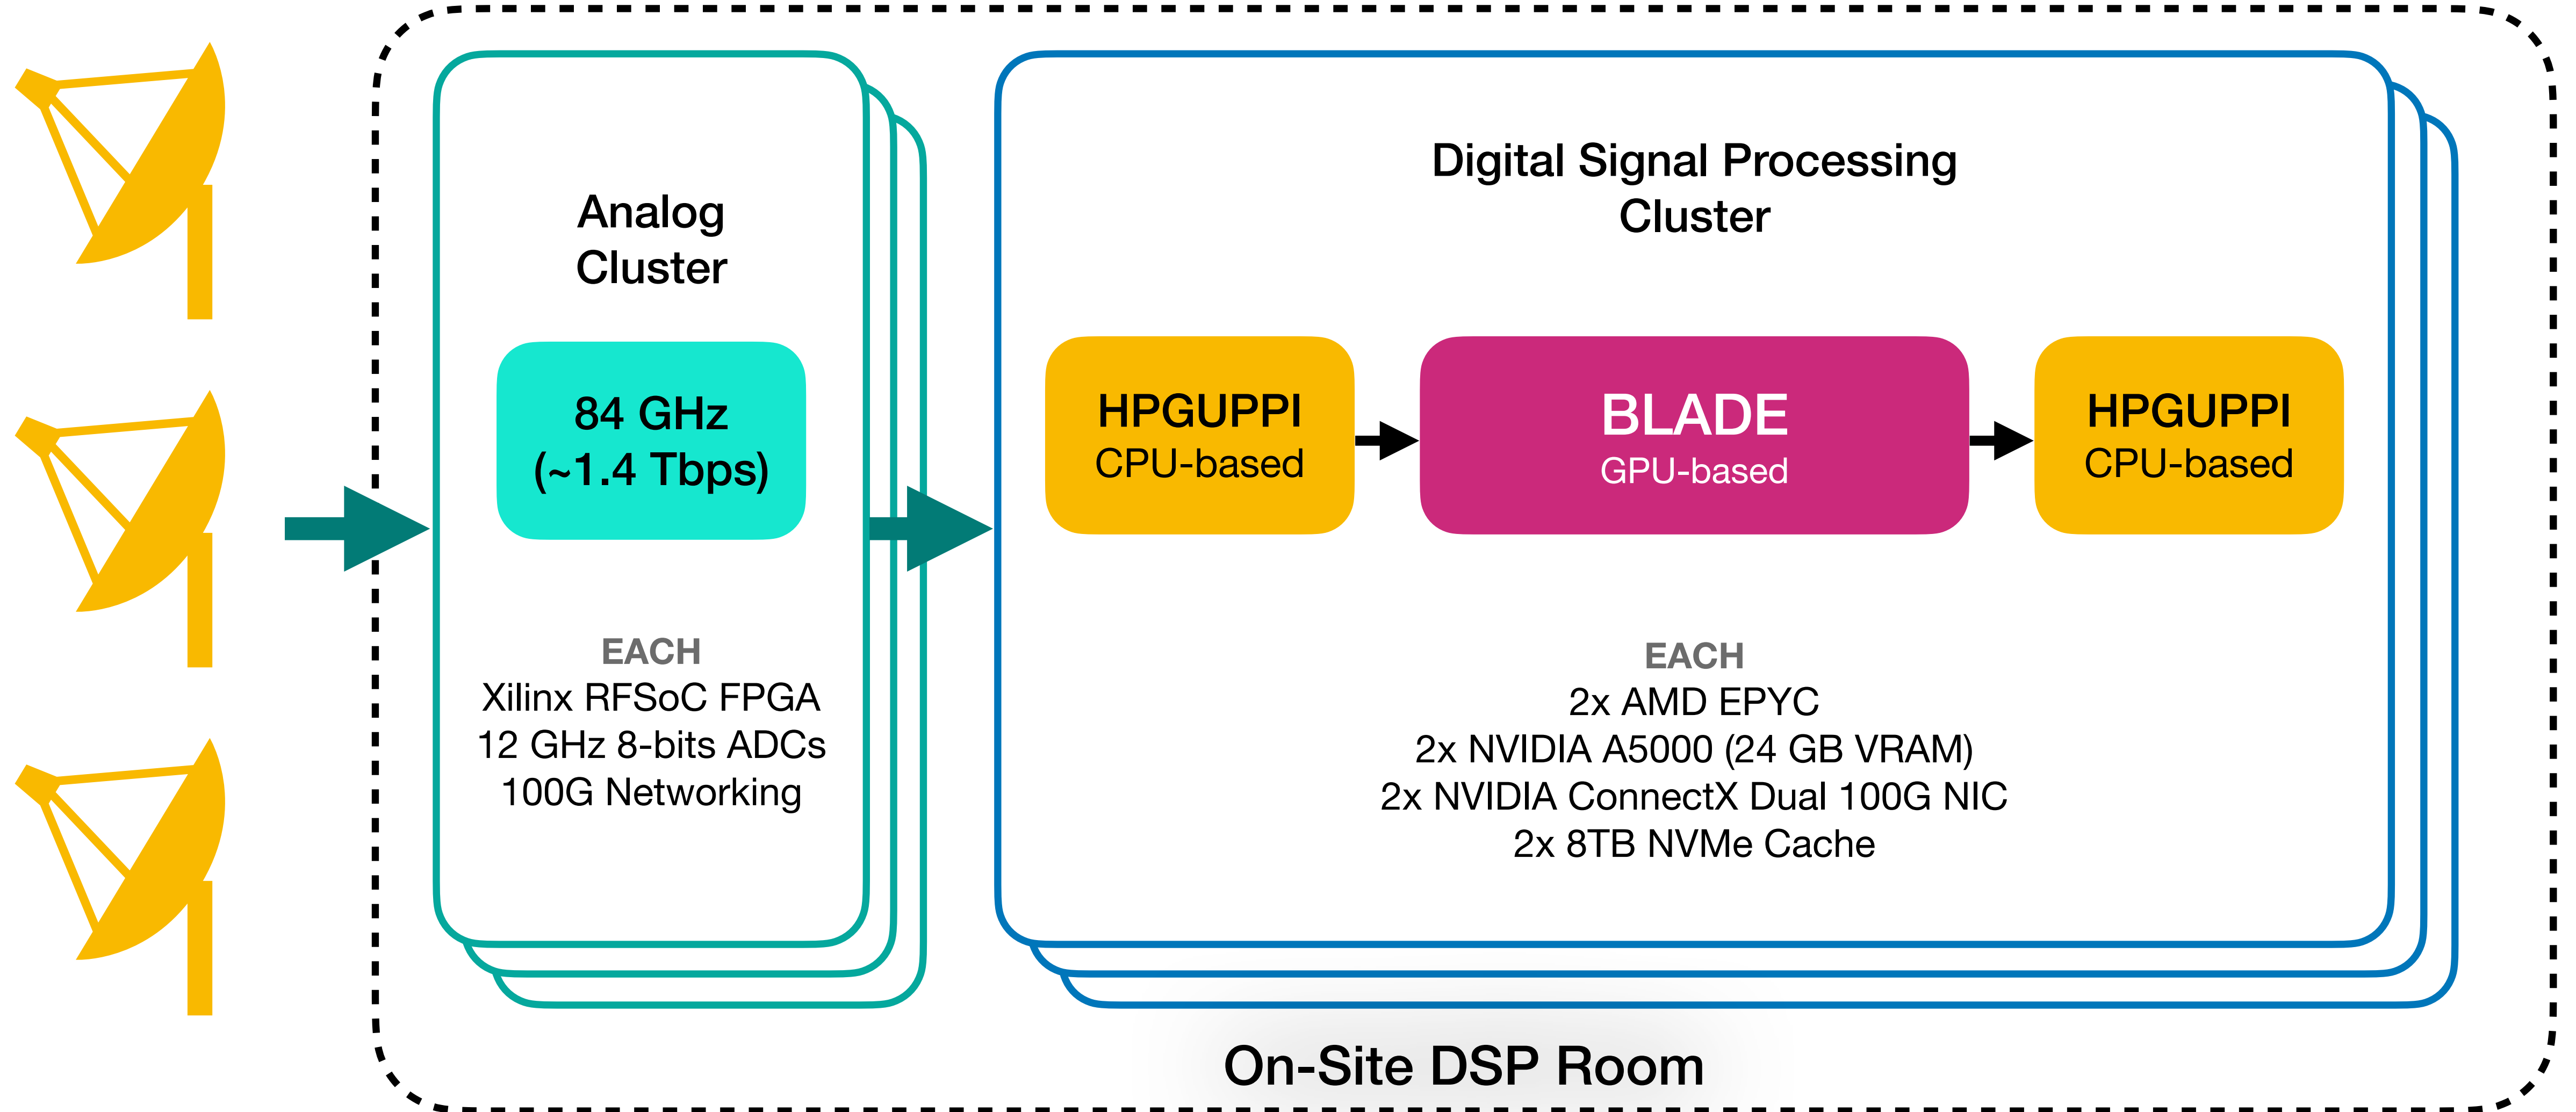 Analog
Cluster
84 GHz
(~1.4 Tbps)
EACH
Xilinx RFSoC FPGA
12 GHz 8-bits ADCs
100G Networking
Digital Signal Processing
Cluster
HPGUPPI
CPU-based
BLADE
GPU-based
HPGUPPI
CPU-based
EACH
2x AMD EPYC
2x NVIDIA A5000 (24 GB VRAM)
2x NVIDIA ConnectX Dual 100G NIC
2x 8TB NVMe Cache
On-Site DSP Room